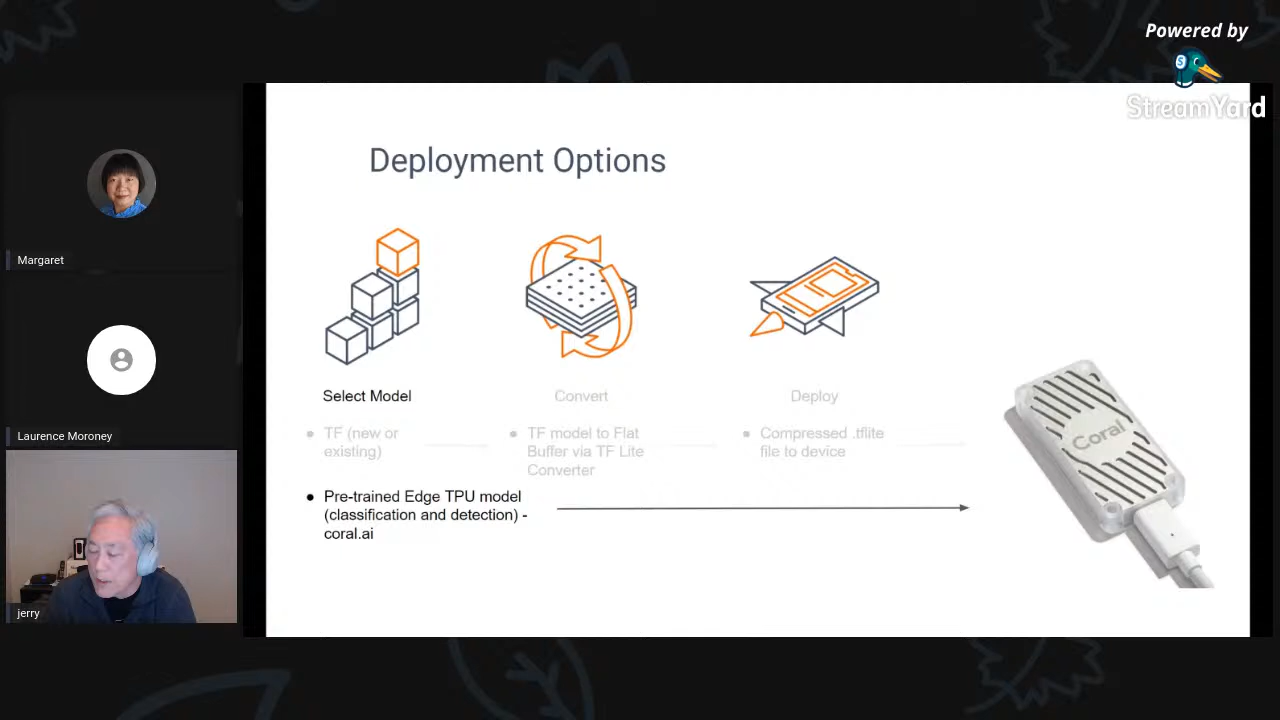 Powered by
StreamYard
Deployment Options
Margaret
Laurence Moroney
jerry
Select Model
TF (new or
existing)
Pre-trained Edge TPU model
(classification and detection) -
coral.ai
Convert
TF model to Flat
Buffer via TF Lite
Converter
Deploy
Compressed .tflite
file to device
Coral